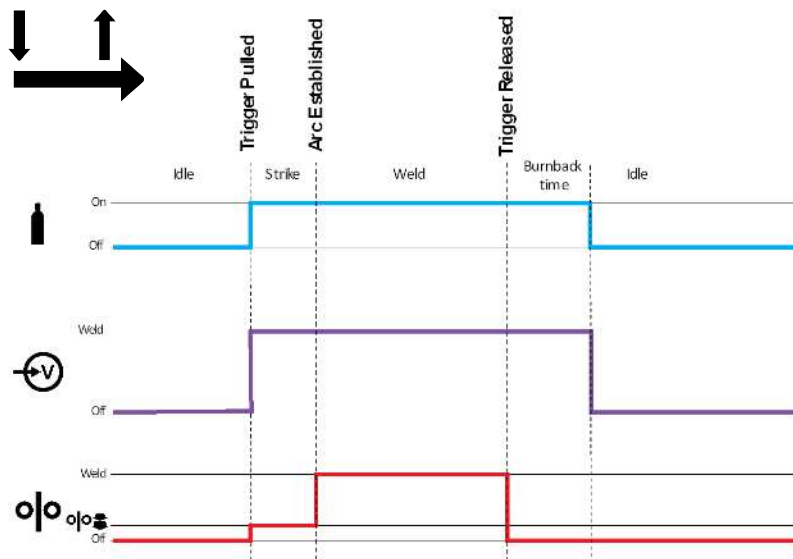 Trigger Pulled
Arc Established
Trigger Released
Idle
Strike
Weld
Burnback
time
Idle
On
Off
Weld
V
Off
Weld
Off